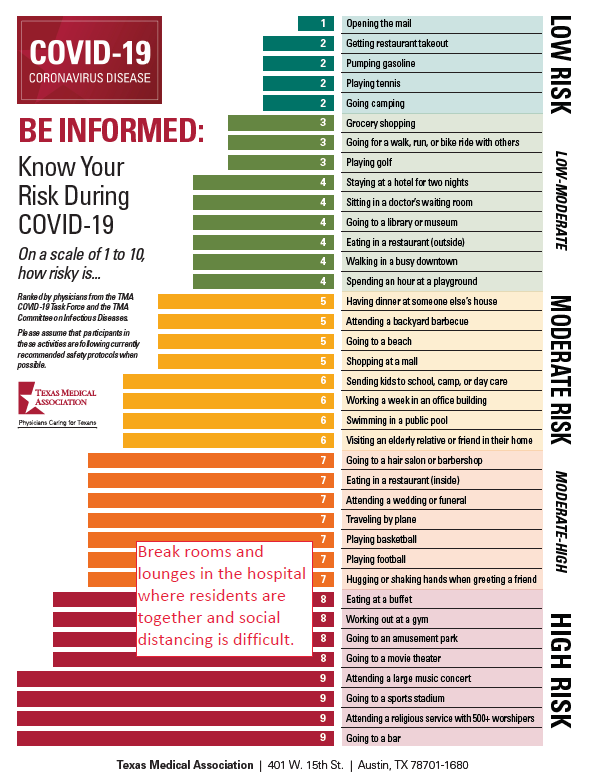 COVID-19
CORONAVIRUS DISEASE
BE INFORMED:
Know Your
Risk During
COVID-19
On a scale of 1 to 10,
how risky is...
Ranked by physicians from the TMA
COVID-19 Task Force and the TMA
Committee on Infectious Diseases.
Please assume that participants in
these activities are following currently
recommended safety protocols when
possible.
TEXAS MEDICAL
ASSOCIATION
Physicians Caring for Texans
LOW RISK
1 Opening the mail
2 Getting restaurant takeout
2 Pumping gasoline
2 Playing tennis
2 Going camping
LOW-MODERATE
3 Grocery shopping
3 Going for a walk, run, or bike ride with others
3 Playing golf
4 Staying at a hotel for two nights
4 Sitting in a doctor's waiting room
4 Going to a library or museum
4 Eating in a restaurant (outside)
4 Walking in a busy downtown
4 Spending an hour at a playground
MODERATE RISK
5 Having dinner at someone else's house
5 Attending a backyard barbecue
5 Going to a beach
5 Shopping at a mall
6 Sending kids to school, camp, or day care
6 Working a week in an office building
6 Swimming in a public pool
6 Visiting an elderly relative or friend in their home
MODERATE-HIGH
7 Going to a hair salon or barbershop
7 Eating in a restaurant (inside)
7 Attending a wedding or funeral
7 Traveling by plane
7 Playing basketball
7 Playing football
7 Hugging or shaking hands when greeting a friend
HIGH RISK
8 Eating at a buffet
8 Working out at a gym
8 Going to an amusement park
8 Going to a movie theater
9 Attending a large music concert
9 Going to a sports stadium
9 Attending a religious service with 500+ worshipers
9 Going to a bar
Break rooms and
lounges in the hospital
where residents are
together and social
distancing is difficult.
Texas Medical Association | 401 W. 15th St. | Austin, TX 78701-1680